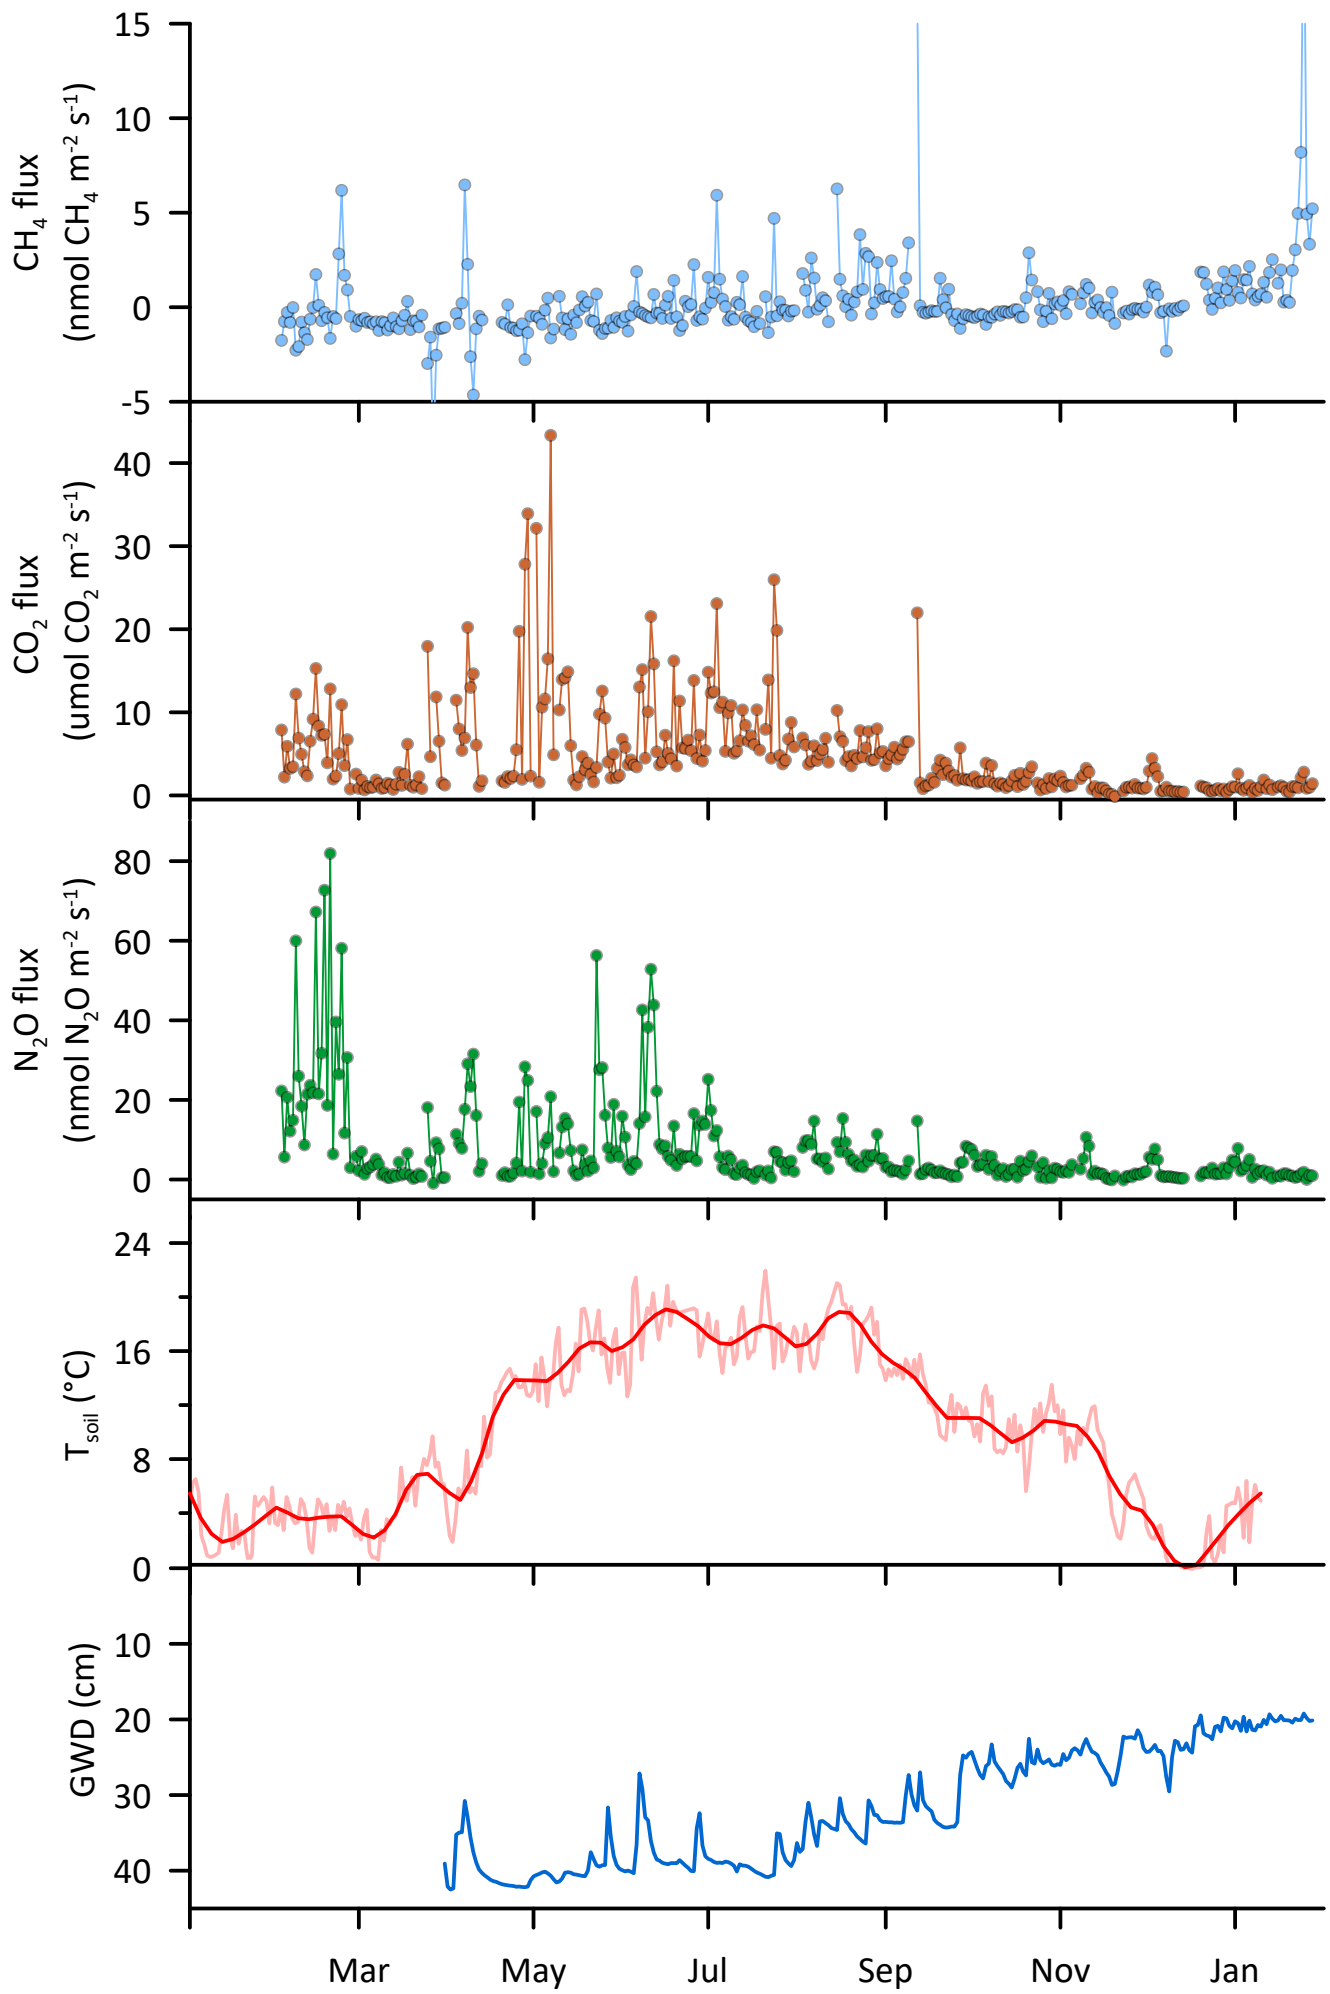 CH₄ flux
(nmol CH₄ m⁻² s⁻¹)
15
10
5
0
-5
CO₂ flux
(umol CO₂ m⁻² s⁻¹)
40
30
20
10
0
N₂O flux
(nmol N₂O m⁻² s⁻¹)
80
60
40
20
0
T_soil (°C)
24
16
8
0
GWD (cm)
10
20
30
40
Mar May Jul Sep Nov Jan